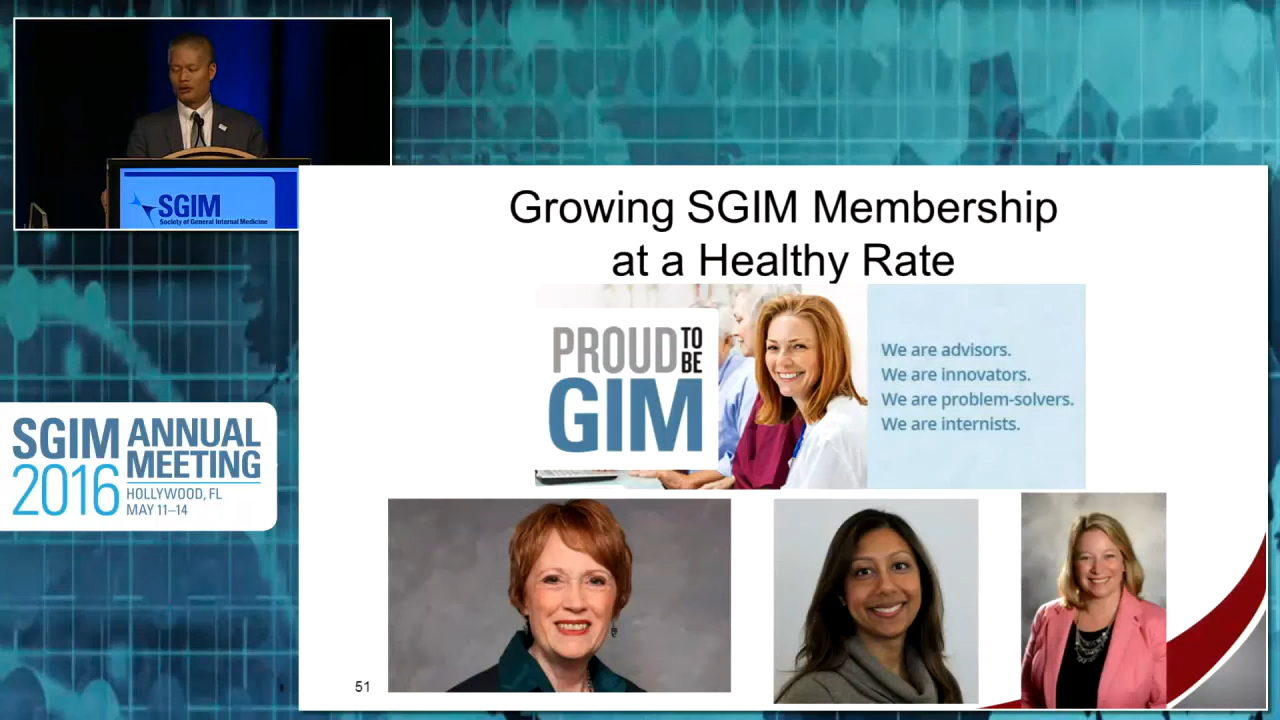 SGIM
Society of General Internal Medicine
Growing SGIM Membership
at a Healthy Rate
PROUD TO BE
GIM
We are advisors.
We are innovators.
We are problem-solvers.
We are internists.
SGIM ANNUAL
2016 MEETING
HOLLYWOOD, FL
MAY 11–14
51